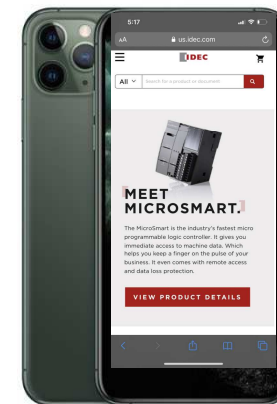 5:17
AA us.idec.com
IDEC
All Search for a product or document
MEET
MICROSMART.
The MicroSmart is the industry's fastest micro
programmable logic controller. It gives you
immediate access to machine data. Which
helps you keep a finger on the pulse of your
business. It even comes with remote access
and data loss protection.
VIEW PRODUCT DETAILS